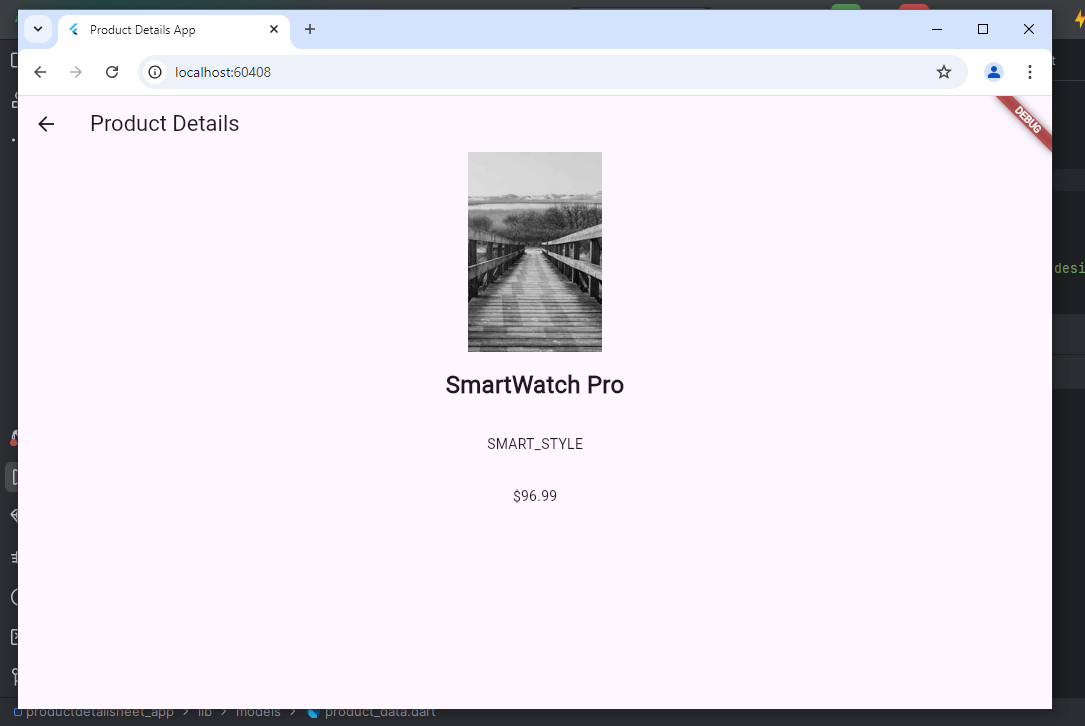 Product Details App
localhost:60408
Product Details
DEBUG
SmartWatch Pro
SMART_STYLE
$96.99
desi
productdetailsheet_app > lib > models > product_data.dart